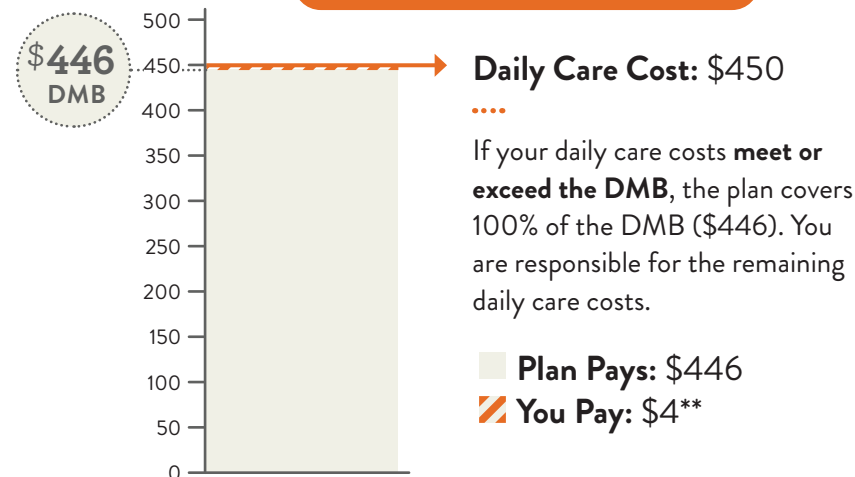 500
$446
DMB
450
400
350
300
250
200
150
100
50
0
Daily Care Cost: $450
If your daily care costs meet or
exceed the DMB, the plan covers
100% of the DMB ($446). You
are responsible for the remaining
daily care costs.
Plan Pays: $446
You Pay: $4**